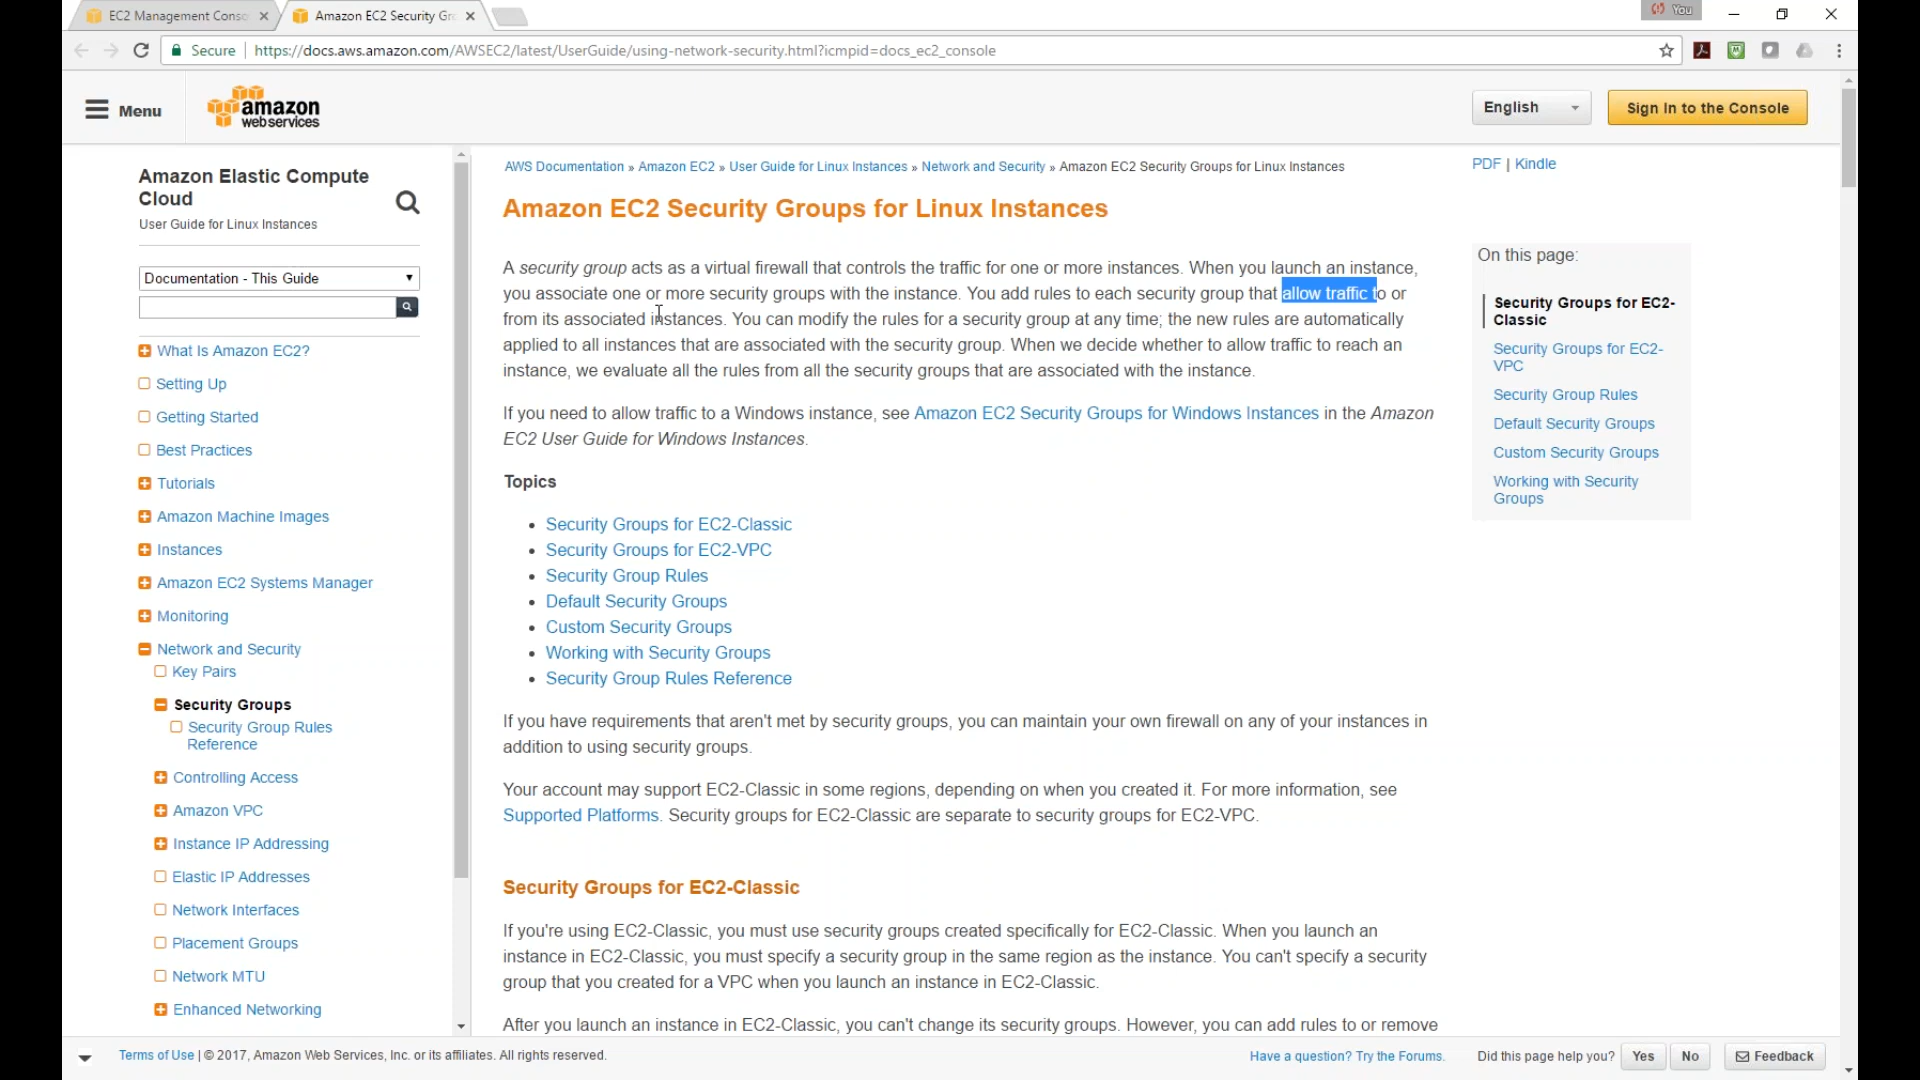 EC2 Management Conso
Amazon EC2 Security Gr
You
Secure
https://docs.aws.amazon.com/AWSEC2/latest/UserGuide/using-network-security.html?icmpid=docs_ec2_console
Menu
amazon
webservices
English
Sign In to the Console
Amazon Elastic Compute
Cloud
User Guide for Linux Instances
Documentation - This Guide
What Is Amazon EC2?
Setting Up
Getting Started
Best Practices
Tutorials
Amazon Machine Images
Instances
Amazon EC2 Systems Manager
Monitoring
Network and Security
Key Pairs
Security Groups
Security Group Rules
Reference
Controlling Access
Amazon VPC
Instance IP Addressing
Elastic IP Addresses
Network Interfaces
Placement Groups
Network MTU
Enhanced Networking
AWS Documentation » Amazon EC2 » User Guide for Linux Instances » Network and Security » Amazon EC2 Security Groups for Linux Instances
Amazon EC2 Security Groups for Linux Instances
A security group acts as a virtual firewall that controls the traffic for one or more instances. When you launch an instance,
you associate one or more security groups with the instance. You add rules to each security group that allow traffic to or
from its associated instances. You can modify the rules for a security group at any time; the new rules are automatically
applied to all instances that are associated with the security group. When we decide whether to allow traffic to reach an
instance, we evaluate all the rules from all the security groups that are associated with the instance.
If you need to allow traffic to a Windows instance, see Amazon EC2 Security Groups for Windows Instances in the Amazon
EC2 User Guide for Windows Instances.
Topics
• Security Groups for EC2-Classic
• Security Groups for EC2-VPC
• Security Group Rules
• Default Security Groups
• Custom Security Groups
• Working with Security Groups
• Security Group Rules Reference
If you have requirements that aren't met by security groups, you can maintain your own firewall on any of your instances in
addition to using security groups.
Your account may support EC2-Classic in some regions, depending on when you created it. For more information, see
Supported Platforms. Security groups for EC2-Classic are separate to security groups for EC2-VPC.
Security Groups for EC2-Classic
If you're using EC2-Classic, you must use security groups created specifically for EC2-Classic. When you launch an
instance in EC2-Classic, you must specify a security group in the same region as the instance. You can't specify a security
group that you created for a VPC when you launch an instance in EC2-Classic.
After you launch an instance in EC2-Classic, you can't change its security groups. However, you can add rules to or remove
PDF | Kindle
On this page:
Security Groups for EC2-
Classic
Security Groups for EC2-
VPC
Security Group Rules
Default Security Groups
Custom Security Groups
Working with Security
Groups
Terms of Use | © 2017, Amazon Web Services, Inc. or its affiliates. All rights reserved.
Have a question? Try the Forums.
Did this page help you?
Yes
No
Feedback